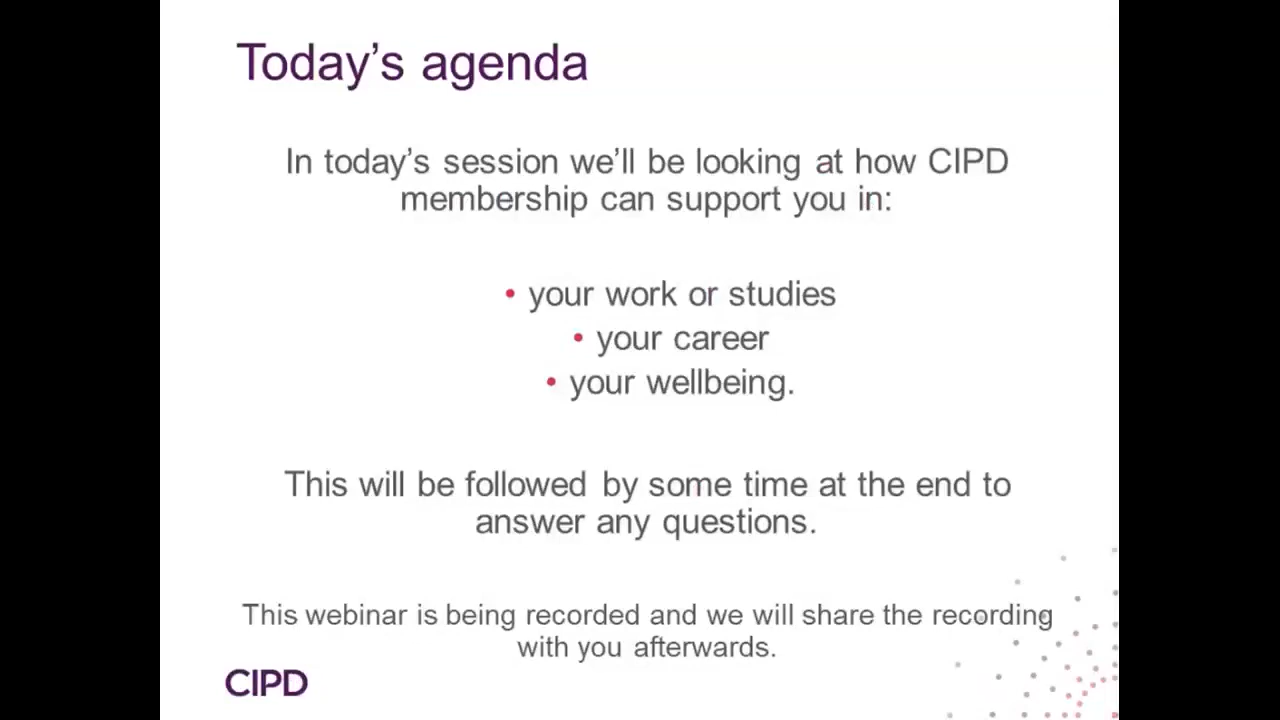 Today’s agenda
In today’s session we’ll be looking at how CIPD
membership can support you in:
• your work or studies
• your career
• your wellbeing.
This will be followed by some time at the end to
answer any questions.
This webinar is being recorded and we will share the recording
with you afterwards.
CIPD